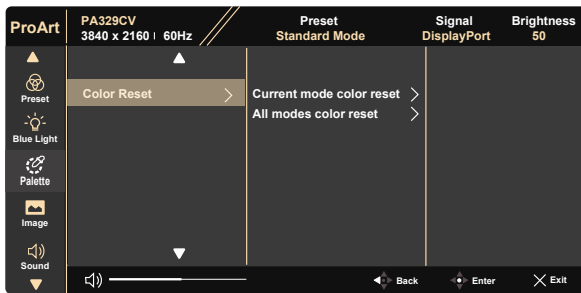 ProArt
PA329CV
3840 x 2160 60Hz
Preset
Standard Mode
Signal
DisplayPort
Brightness
50
Preset
Blue Light
Palette
Image
Sound
Color Reset
Current mode color reset
All modes color reset
Back
Enter
Exit